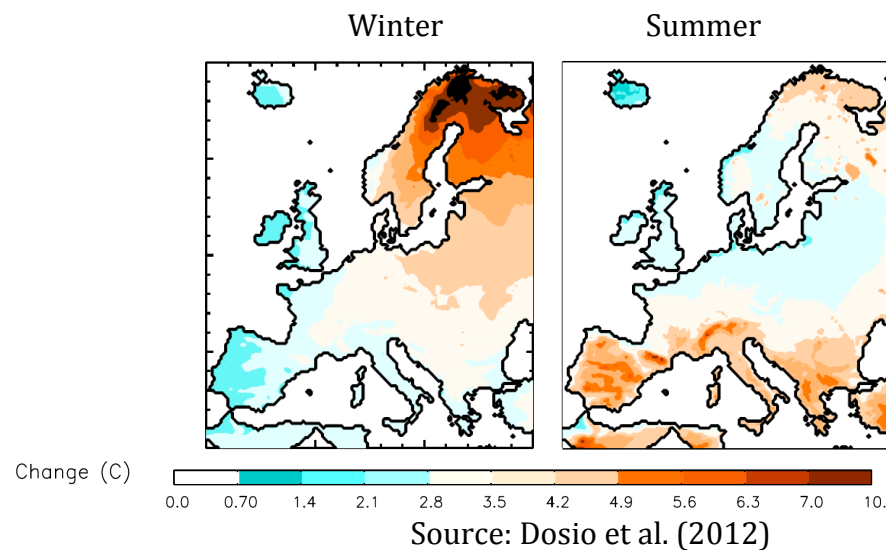 Winter Summer
Change (C)
0.0 0.70 1.4 2.1 2.8 3.5 4.2 4.9 5.6 6.3 7.0 10.
Source: Dosio et al. (2012)